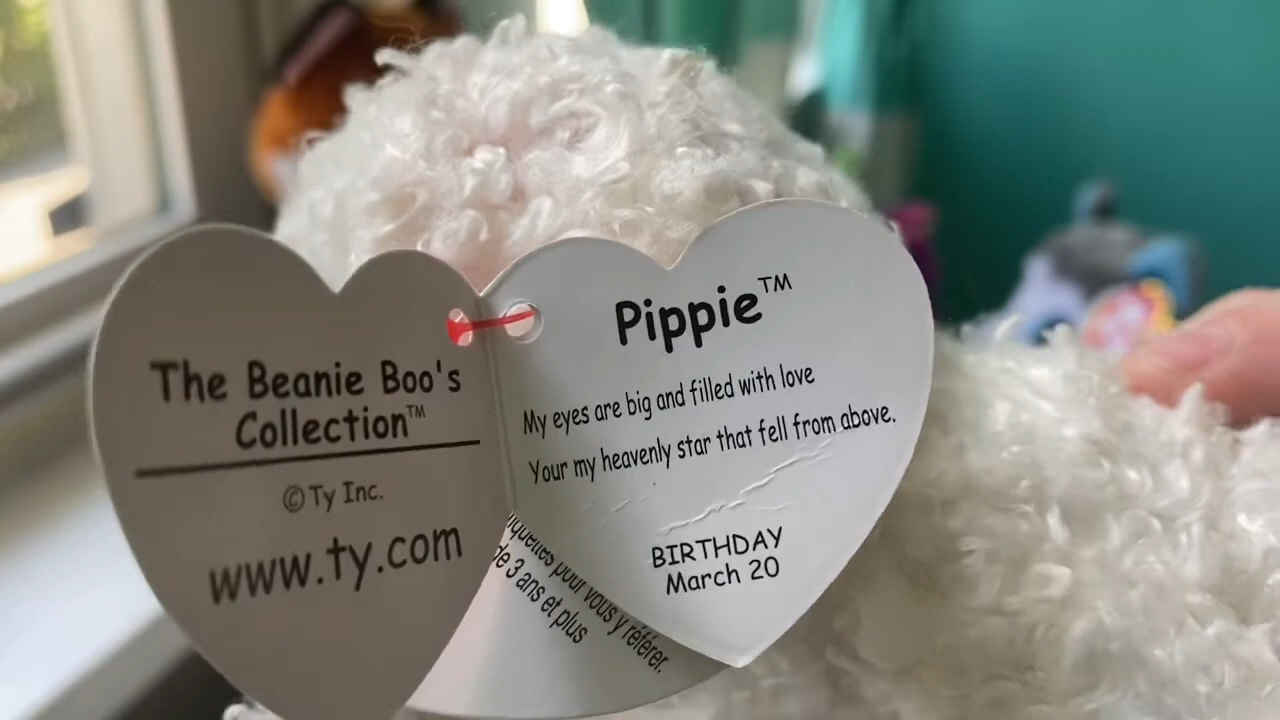 The Beanie Boo's
Collection™
© Ty Inc.
www.ty.com
Pippie™
My eyes are big and filled with love
Your my heavenly star that fell from above.
BIRTHDAY
March 20
pour vous y référer.
de 3 ans et plus